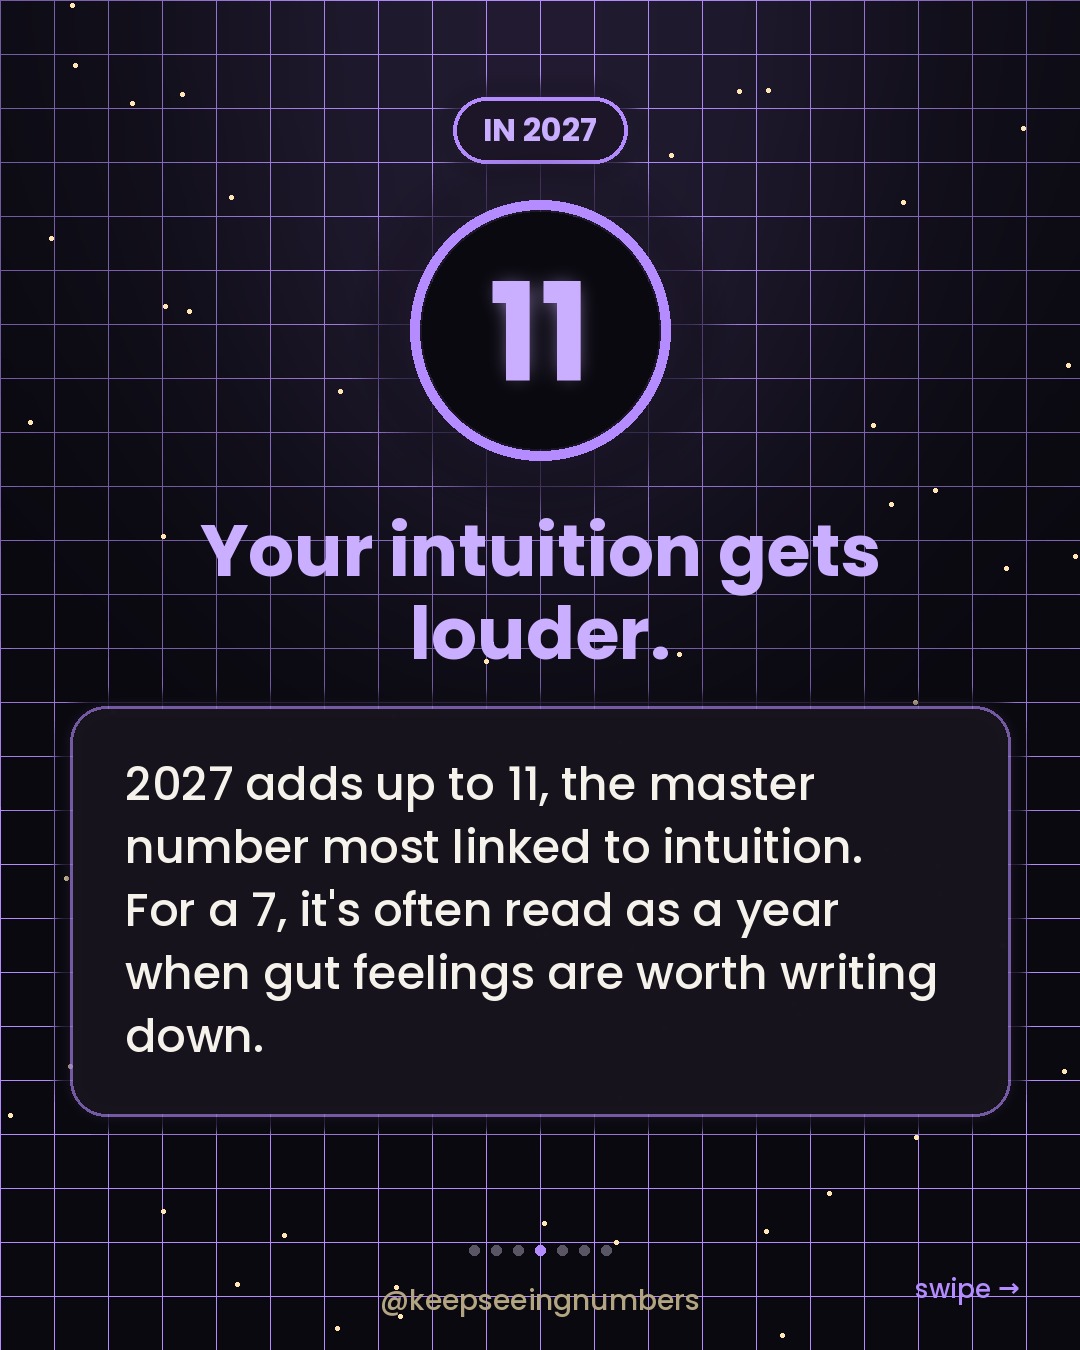 IN 2027
11
Your intuition gets
louder.
2027 adds up to 11, the master
number most linked to intuition.
For a 7, it's often read as a year
when gut feelings are worth writing
down.
@keepseeingnumbers
swipe →